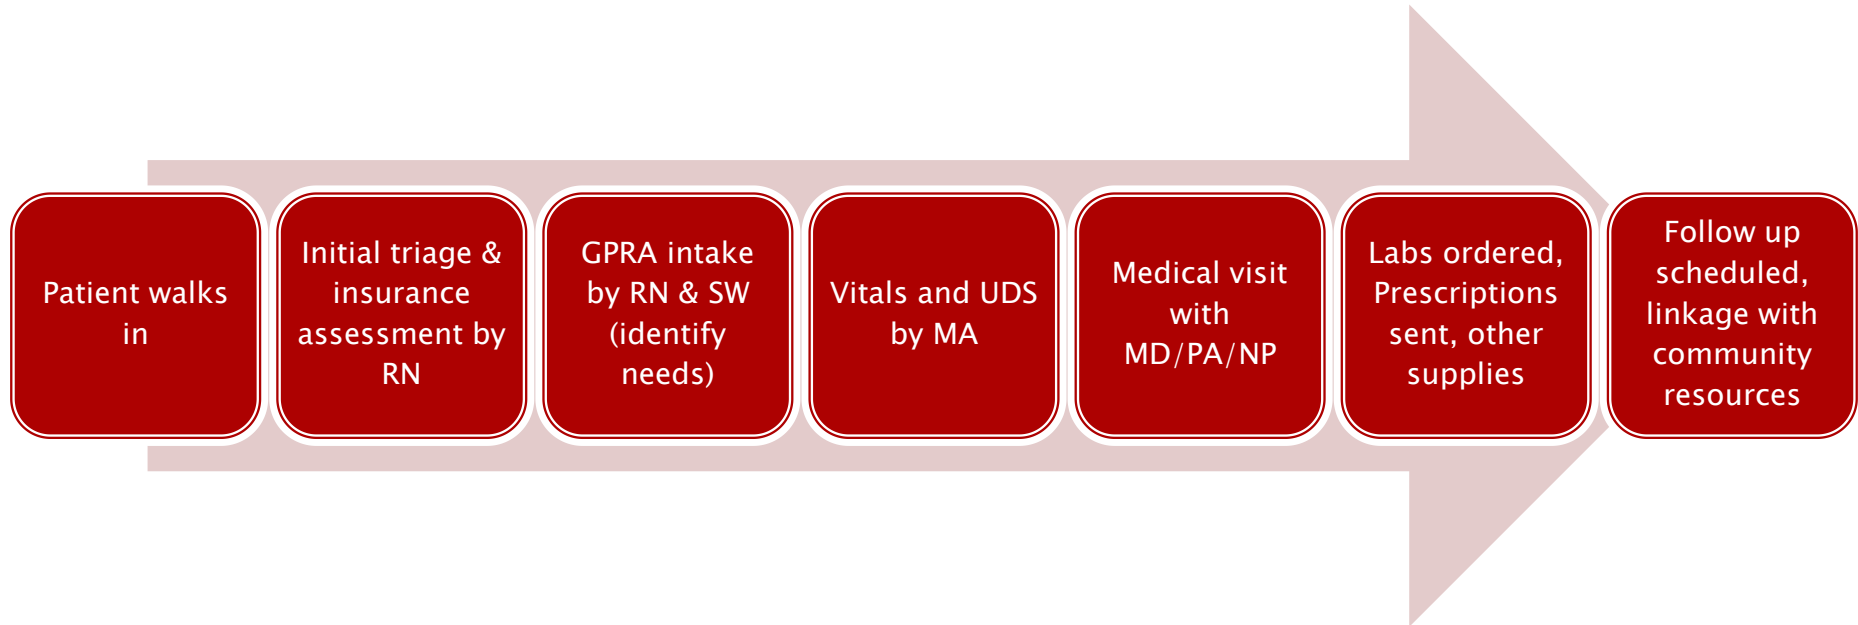 Patient walks
in
Initial triage &
insurance
assessment by
RN
GPRA intake
by RN & SW
(identify
needs)
Vitals and UDS
by MA
Medical visit
with
MD/PA/NP
Labs ordered,
Prescriptions
sent, other
supplies
Follow up
scheduled,
linkage with
community
resources